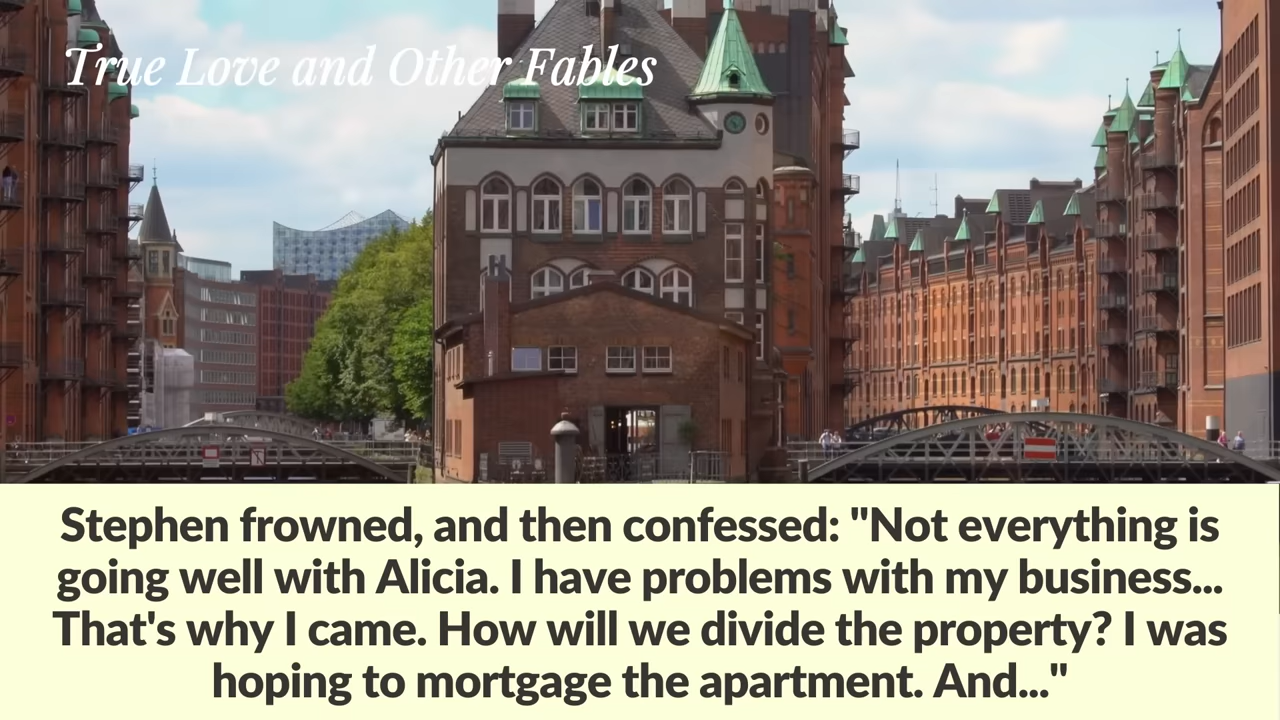 True Love and Other Fables
Stephen frowned, and then confessed: "Not everything is
going well with Alicia. I have problems with my business...
That's why I came. How will we divide the property? I was
hoping to mortgage the apartment. And..."